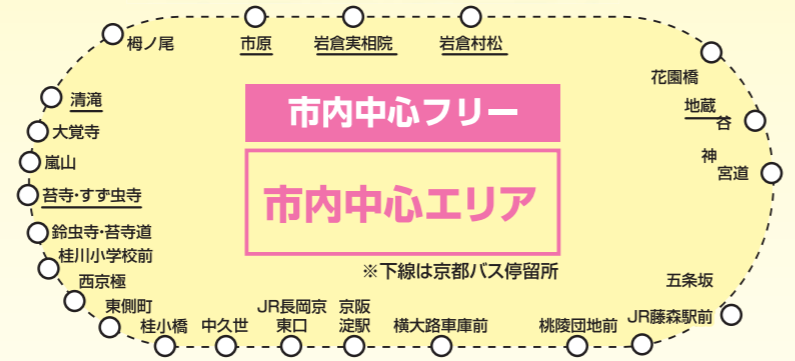 市原
岩倉実相院
岩倉村松
栂ノ尾
花園橋
清滝
地蔵
谷
市内中心フリー
大覚寺
嵐山
神
宮道
苔寺・すず虫寺
市内中心エリア
鈴虫寺・苔寺道
桂川小学校前
※下線は京都バス停留所
西京極
五条坂
東側町
桂小橋
中久世
JR長岡京
東口
京阪
淀駅
横大路車庫前
桃陵団地前
JR藤森駅前